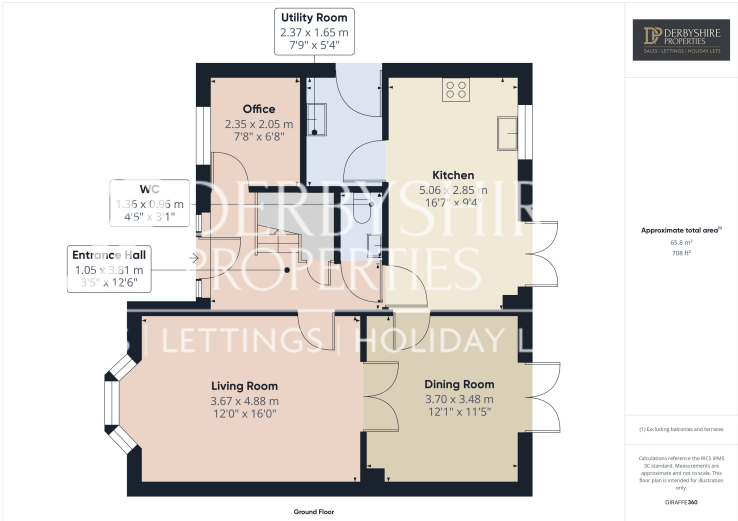 Utility Room
2.37 x 1.65 m
7'9" x 5'4"
Office
2.35 x 2.05 m
7'8" x 6'8"
Kitchen
5.06 x 2.85 m
16'7" x 9'4"
WC
1.36 x 0.96 m
4'5" x 3'1"
Entrance Hall
1.05 x 3.81 m
3'5" x 12'6"
Living Room
3.67 x 4.88 m
12'0" x 16'0"
Dining Room
3.70 x 3.48 m
12'1" x 11'5"
Ground Floor
DERBYSHIR
PROPERTIES
S | LETTINGS | HOLIDAY L
DP DERBYSHIRE
PROPERTIES
SALES | LETTINGS | HOLIDAY LETS
Approximate total area(1)
65.8 m²
708 ft²
(1) Excluding balconies and terraces
Calculations reference the RICS IPMS
3C standard. Measurements are
approximate and not to scale. This
floor plan is intended for illustration
only.
GIRAFFE360